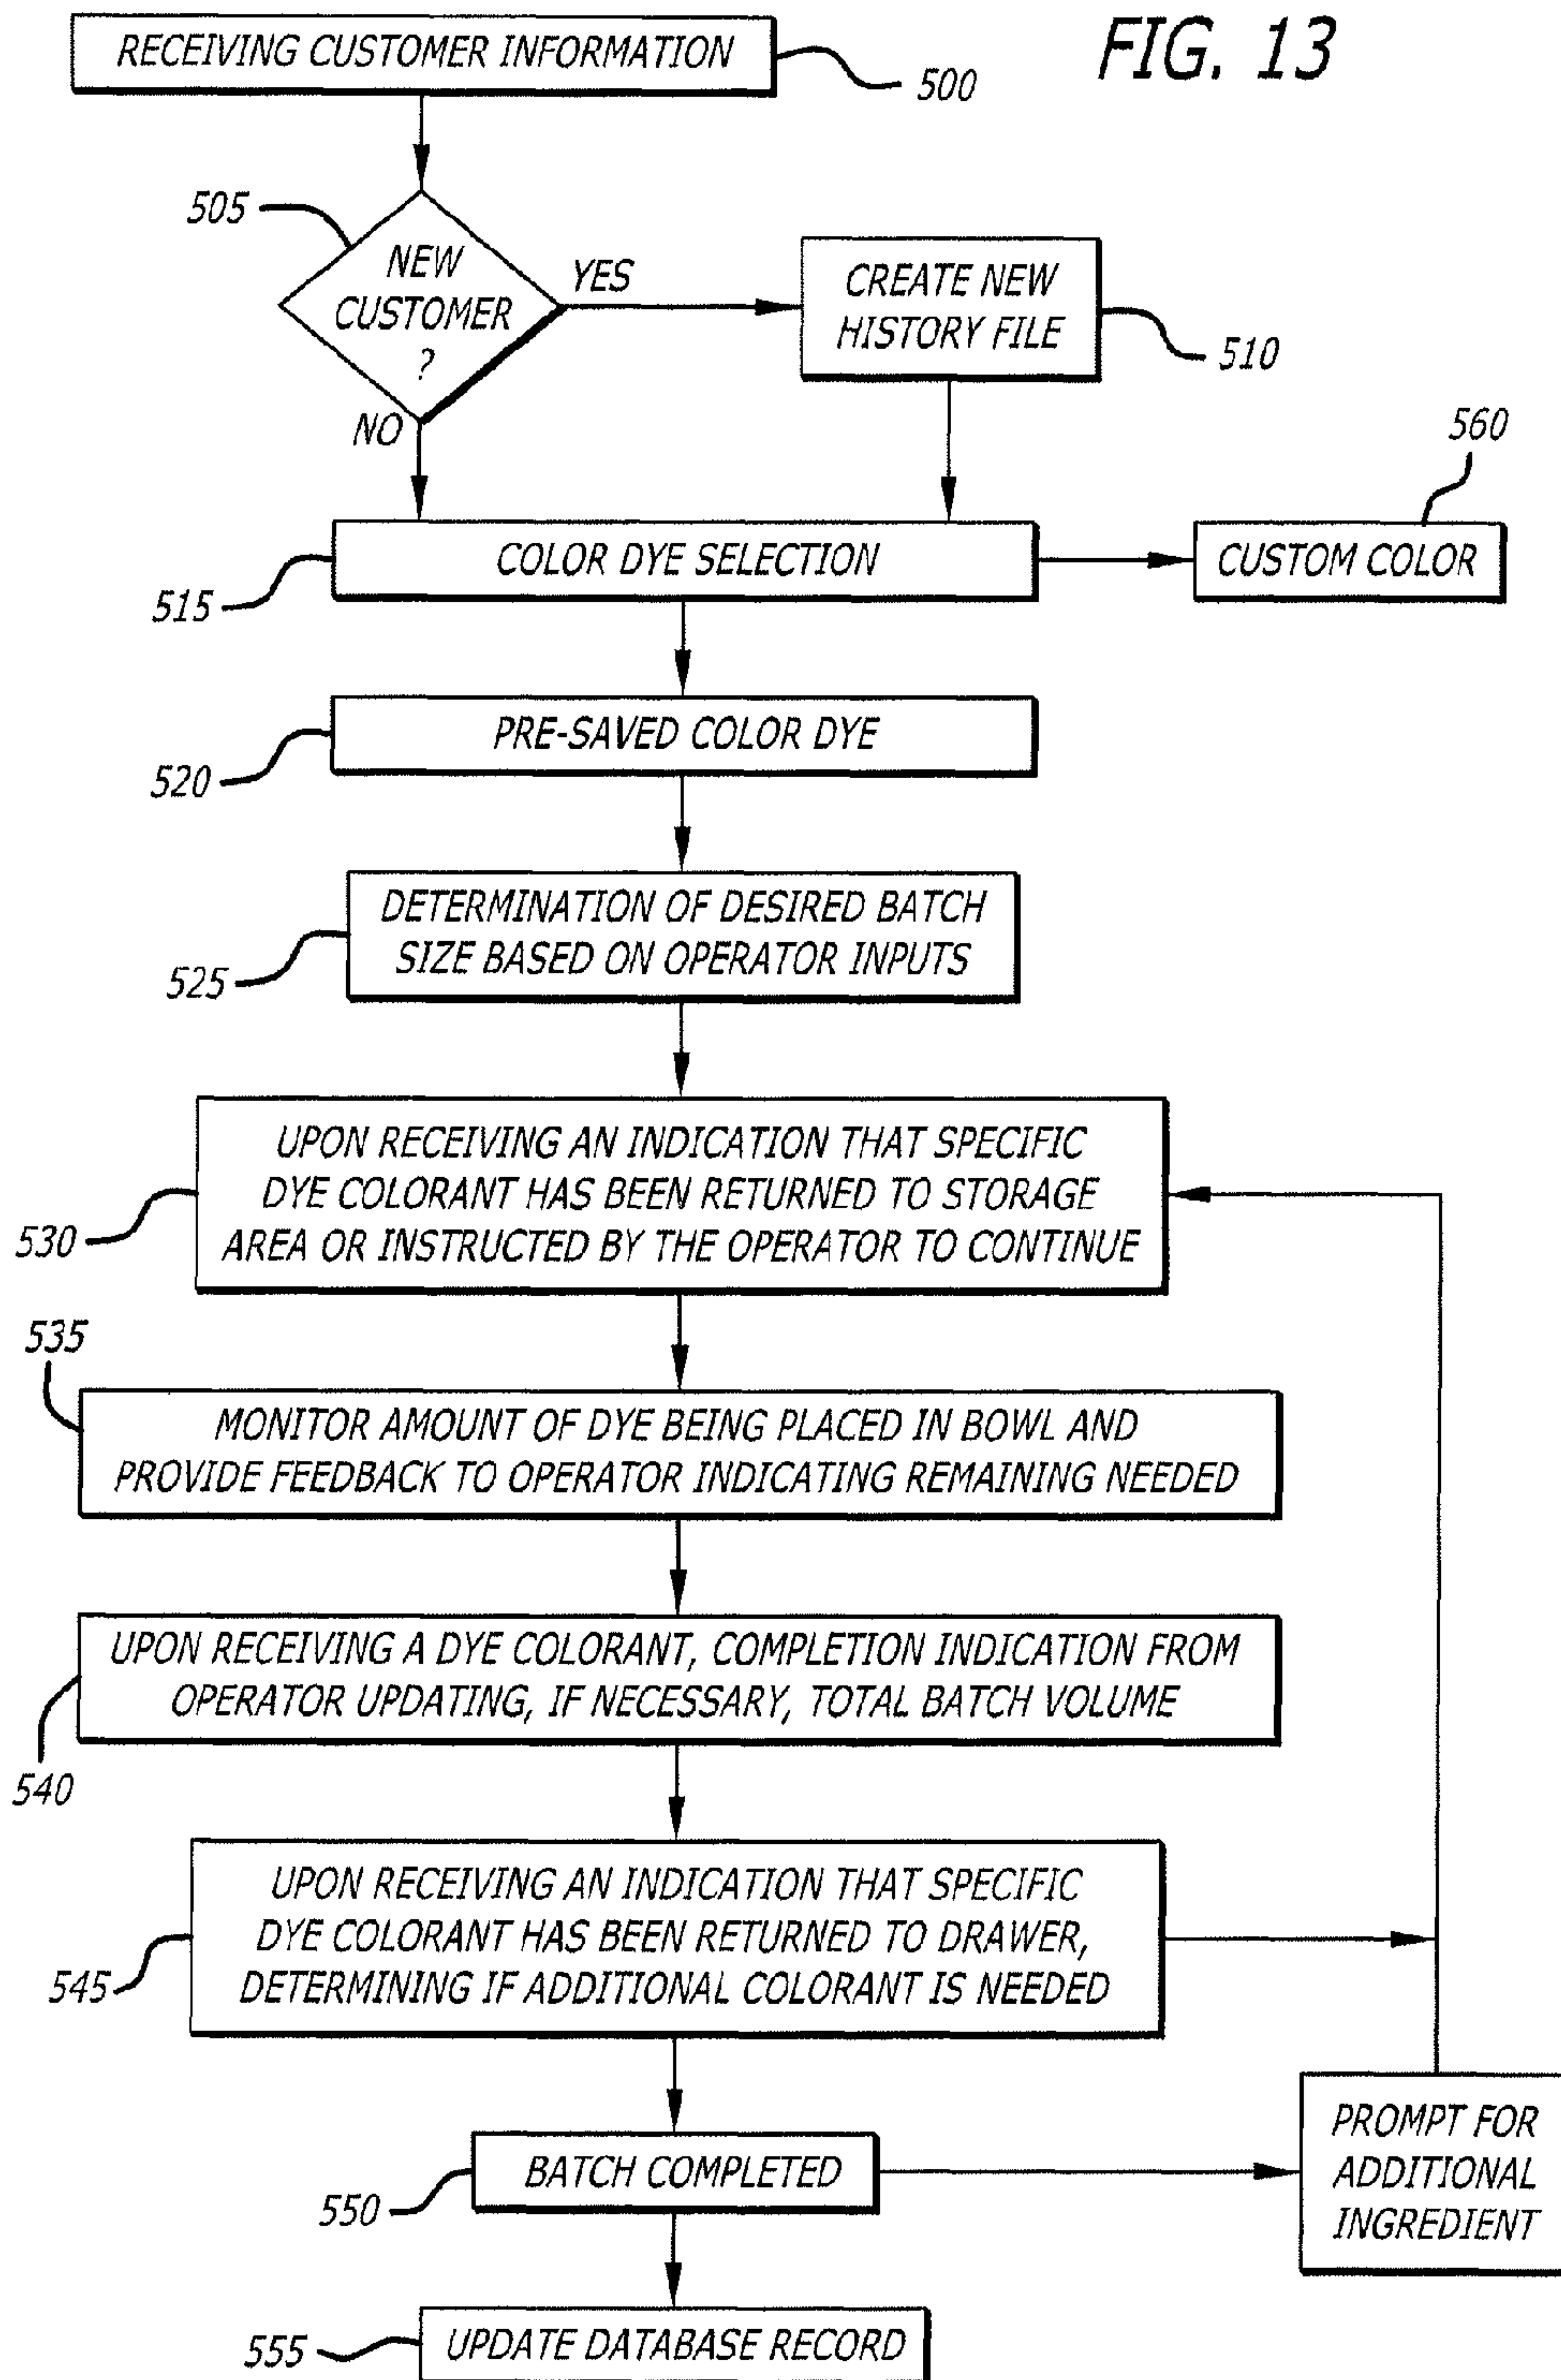 FIG. 13
RECEIVING CUSTOMER INFORMATION
500
505
NEW
CUSTOMER
?
YES
NO
CREATE NEW
HISTORY FILE
510
560
COLOR DYE SELECTION
515
CUSTOM COLOR
PRE-SAVED COLOR DYE
520
DETERMINATION OF DESIRED BATCH
SIZE BASED ON OPERATOR INPUTS
525
UPON RECEIVING AN INDICATION THAT SPECIFIC
DYE COLORANT HAS BEEN RETURNED TO STORAGE
AREA OR INSTRUCTED BY THE OPERATOR TO CONTINUE
530
535
MONITOR AMOUNT OF DYE BEING PLACED IN BOWL AND
PROVIDE FEEDBACK TO OPERATOR INDICATING REMAINING NEEDED
UPON RECEIVING A DYE COLORANT, COMPLETION INDICATION FROM
OPERATOR UPDATING, IF NECESSARY, TOTAL BATCH VOLUME
540
UPON RECEIVING AN INDICATION THAT SPECIFIC
DYE COLORANT HAS BEEN RETURNED TO DRAWER,
DETERMINING IF ADDITIONAL COLORANT IS NEEDED
545
BATCH COMPLETED
550
PROMPT FOR
ADDITIONAL
INGREDIENT
UPDATE DATABASE RECORD
555